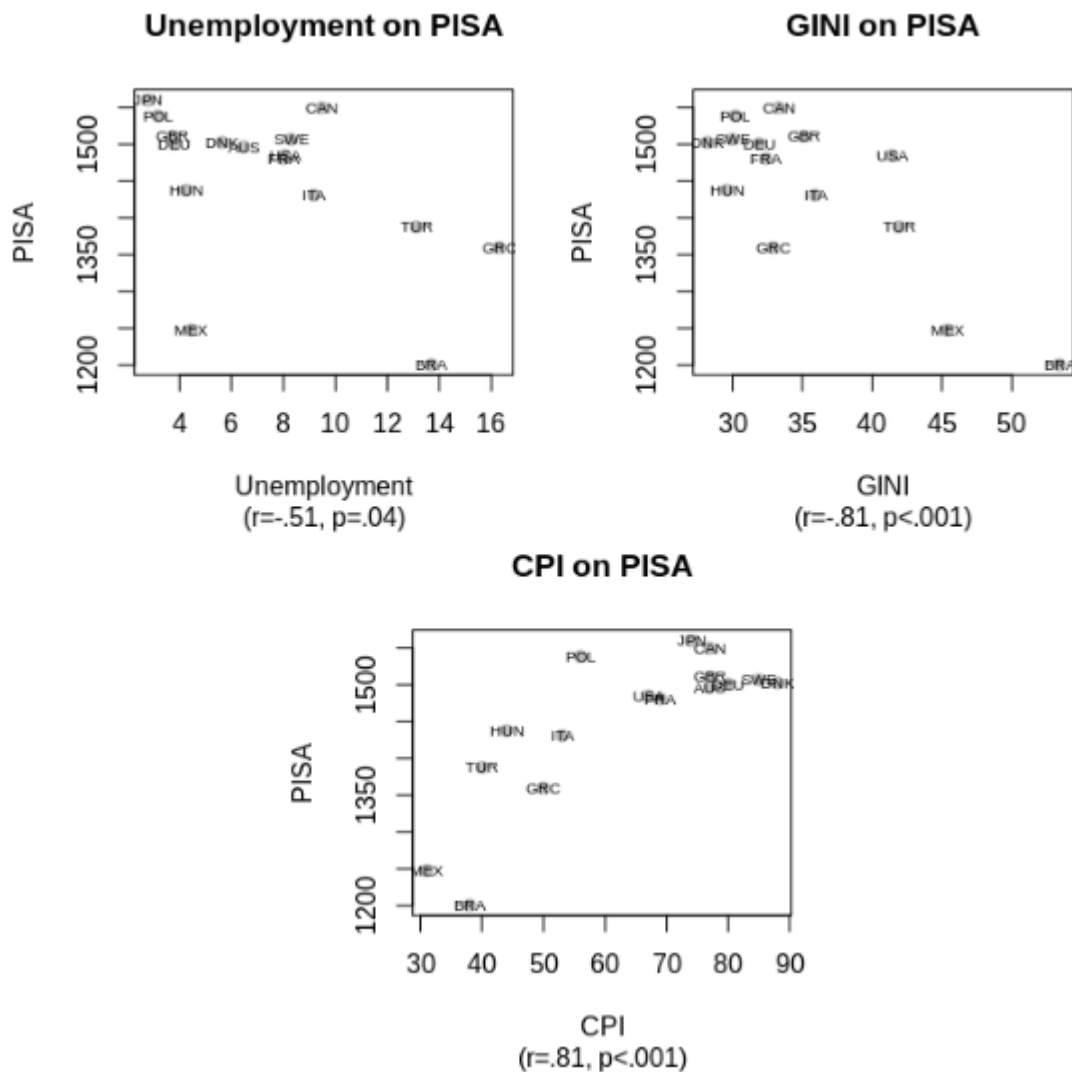 Unemployment on PISA
PISA
1500
1350
1200
JPN
POL
GBR
DEU
DNK
AUS
SWE
USA
FRA
CAN
HUN
ITA
TUR
GRC
MEX
BRA
4 6 8 10 12 14 16
Unemployment
(r=-.51, p=.04)
GINI on PISA
PISA
1500
1350
1200
CAN
POL
DNK
SWE
DEU
GBR
FRA
USA
HUN
ITA
TUR
GRC
MEX
BRA
30 35 40 45 50
GINI
(r=-.81, p<.001)
CPI on PISA
PISA
1500
1350
1200
JPN
CAN
POL
GBR
AUS
DEU
SWE
DNK
USA
FRA
HUN
ITA
TUR
GRC
MEX
BRA
30 40 50 60 70 80 90
CPI
(r=.81, p<.001)